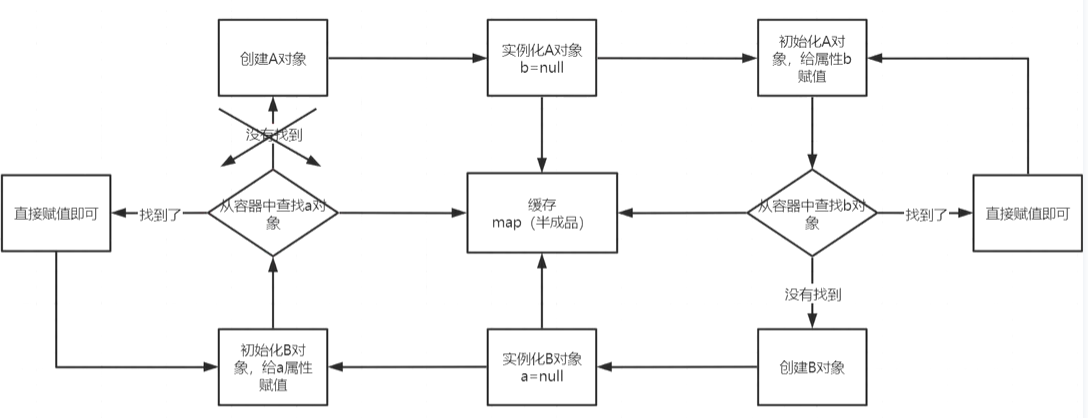 创建A对象
实例化A对象
b=null
初始化A对
象，给属性b
赋值
没有找到
直接赋值即可
找到了
从容器中查找a对
象
缓存
map（半成品）
从容器中查找b对
象
找到了
直接赋值即可
没有找到
初始化B对
象，给a属性
赋值
实例化B对象
a=null
创建B对象